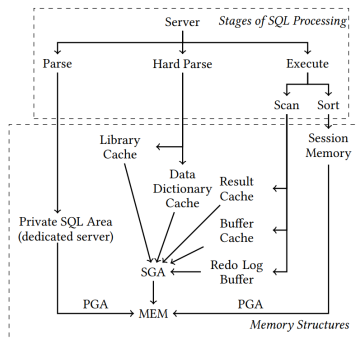 Server
Stages of SQL Processing
Parse
Hard Parse
Execute
Scan
Sort
Library
Cache
Session
Memory
Data
Dictionary
Cache
Result
Cache
Private SQL Area
(dedicated server)
Buffer
Cache
SGA
Redo Log
Buffer
PGA
MEM
PGA
Memory Structures